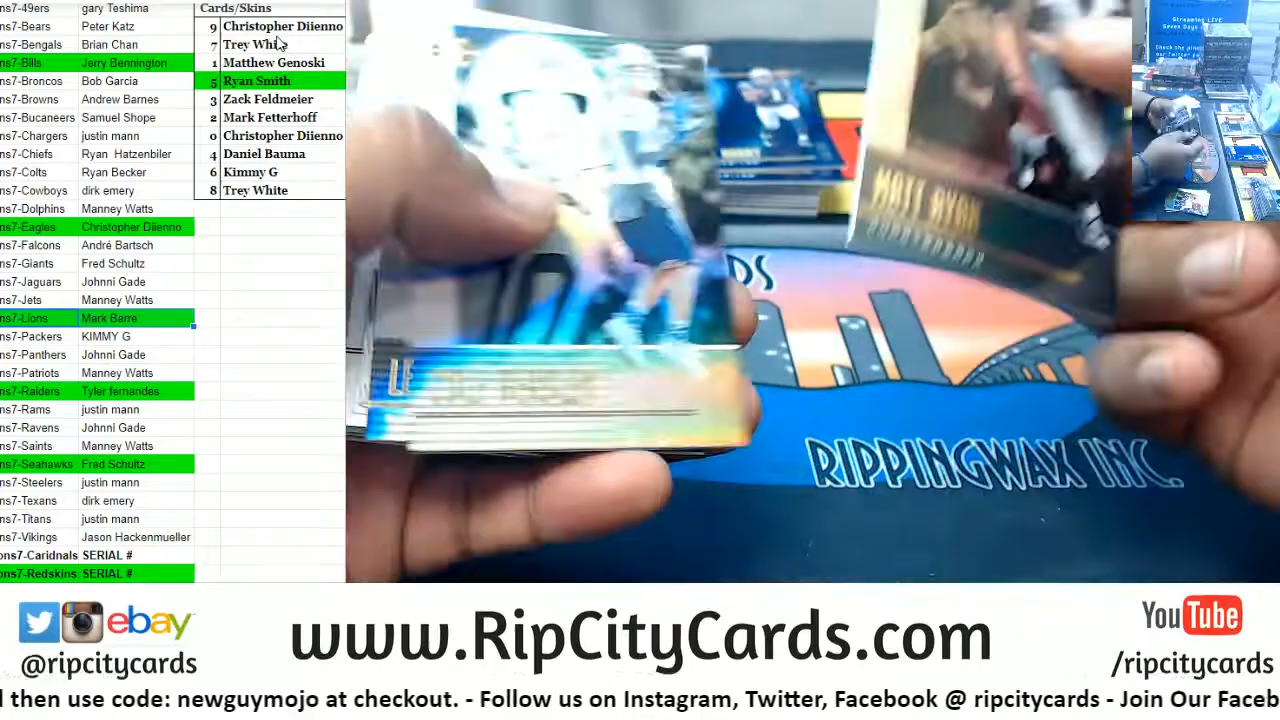 ns7-49ers gary Teshima
ns7-Bears Peter Katz
ns7-Bengals Brian Chan
ns7-Bills Jerry Bennington
ns7-Broncos Bob Garcia
ns7-Browns Andrew Barnes
ns7-Bucaneers Samuel Shope
ns7-Chargers justin mann
ns7-Chiefs Ryan Hatzenbiler
ns7-Colts Ryan Becker
ns7-Cowboys dirk emery
ns7-Dolphins Manney Watts
ns7-Eagles Christopher Diienno
ns7-Falcons André Bartsch
ns7-Giants Fred Schultz
ns7-Jaguars Johnni Gade
ns7-Jets Manney Watts
ns7-Lions Mark Barre
ns7-Packers KIMMY G
ns7-Panthers Johnni Gade
ns7-Patriots Manney Watts
ns7-Raiders Tyler fernandes
ns7-Rams justin mann
ns7-Ravens Johnni Gade
ns7-Saints Manney Watts
ns7-Seahawks Fred Schultz
ns7-Steelers justin mann
ns7-Texans dirk emery
ns7-Titans justin mann
ns7-Vikings Jason Hackenmueller
ons7-Caridnals SERIAL #
ons7-Redskins SERIAL #
Cards/Skins
9 Christopher Diienno
7 Trey White
1 Matthew Genoski
5 Ryan Smith
3 Zack Feldmeier
2 Mark Fetterhoff
0 Christopher Diienno
4 Daniel Bauma
6 Kimmy G
8 Trey White
MATT RYAN
RDS
RIPPINGWAX INC.
Streaming LIVE
Seven Days
Check the
ebay
@ripcitycards
www.RipCityCards.com
YouTube
/ripcitycards
d then use code: newguymojo at checkout. - Follow us on Instagram, Twitter, Facebook @ ripcitycards - Join Our Faceb